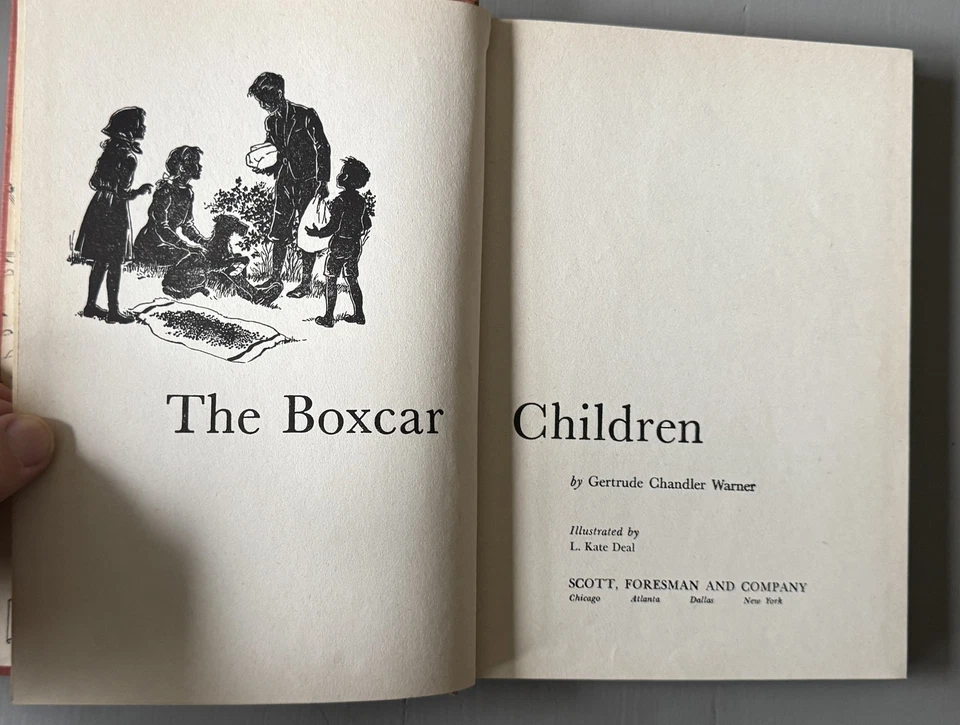 The Boxcar Children
by Gertrude Chandler Warner
Illustrated by
L. Kate Deal
SCOTT, FORESMAN AND COMPANY
Chicago Atlanta Dallas New York